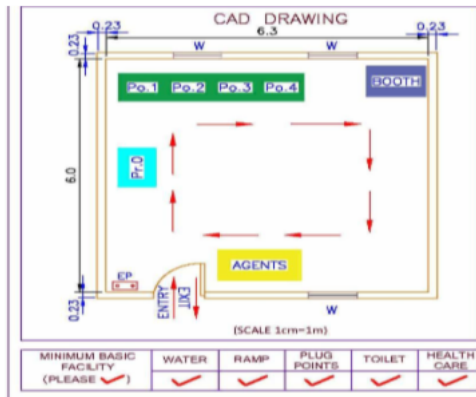 CAD DRAWING
0.23 6.3 0.23
0.23 W W
Po.1 Po.2 Po.3 Po.4 BOOTH
6.0 Pr.0
AGENTS
EP
ENTRY EXIT
0.23 W
(SCALE 1cm=1m)
MINIMUM BASIC FACILITY (PLEASE ✓) WATER RAMP PLUG POINTS TOILET HEALTH CARE
✓ ✓ ✓ ✓ ✓